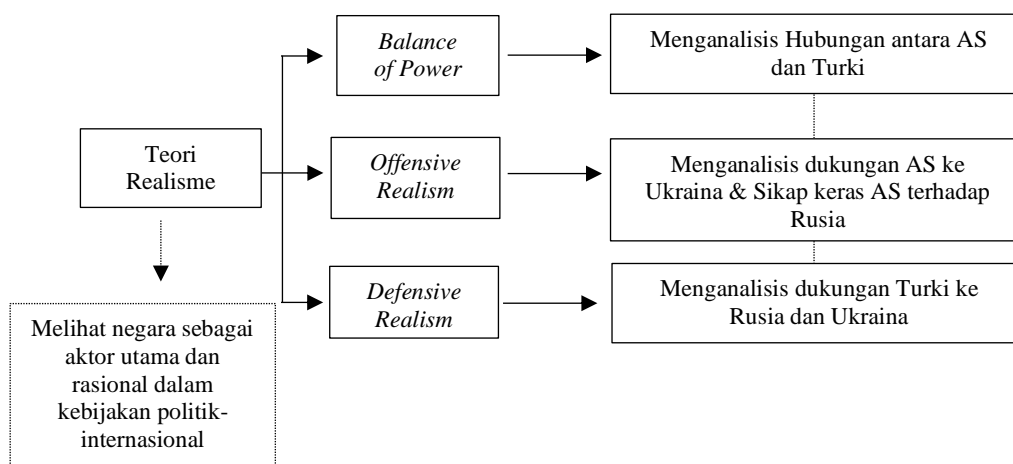 Balance
of Power
Menganalisis Hubungan antara AS
dan Turki
Teori
Realisme
Offensive
Realism
Menganalisis dukungan AS ke
Ukraina & Sikap keras AS terhadap
Rusia
Defensive
Realism
Menganalisis dukungan Turki ke
Rusia dan Ukraina
Melihat negara sebagai
aktor utama dan
rasional dalam
kebijakan politik-
internasional